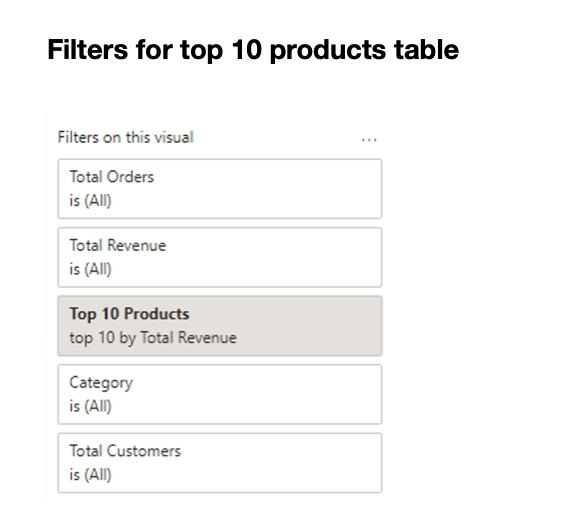 Filters for top 10 products table
Filters on this visual
...
Total Orders
is (All)
Total Revenue
is (All)
Top 10 Products
top 10 by Total Revenue
Category
is (All)
Total Customers
is (All)